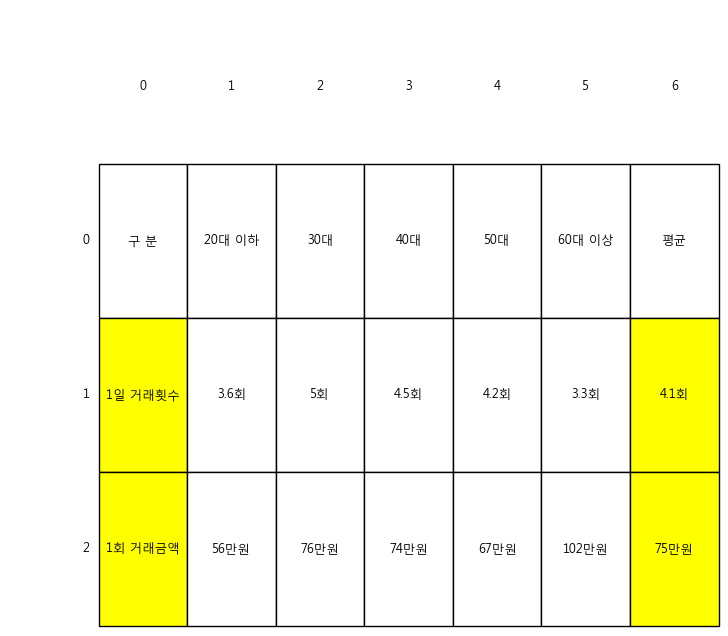 0 1 2 3 4 5 6
0 구 분 20대 이하 30대 40대 50대 60대 이상 평균
1 1일 거래횟수 3.6회 5회 4.5회 4.2회 3.3회 4.1회
2 1회 거래금액 56만원 76만원 74만원 67만원 102만원 75만원